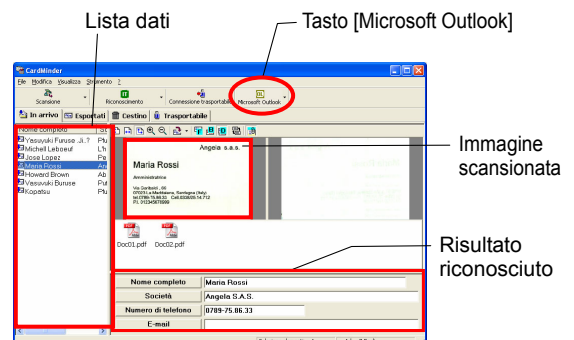 Lista dati
Tasto [Microsoft Outlook]
CardMinder
File Modifica Visualizza Strumento ?
Scansione Riconoscimento Connessione trasportabile Microsoft Outlook
In arrivo Esportati Cestino Trasportabile
Nome completo
Yasuyuki Furuse Ji..?
Michell Leboeuf
Jose Lopez
Maria Rossi
Howard Brown
Yasuyuki Buruse
Kopatsu
Angela s.a.s.
Maria Rossi
Amministratrice
Immagine
scansionata
Doc01.pdf Doc02.pdf
Risultato
riconosciuto
Nome completo Maria Rossi
Società Angela S.A.S.
Numero di telefono 0789-75.86.33
E-mail